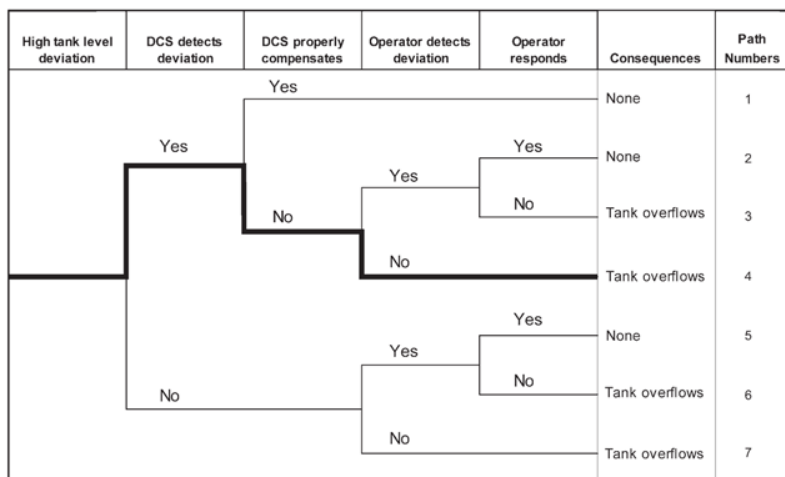 High tank level deviation
DCS detects deviation
DCS properly compensates
Operator detects deviation
Operator responds
Consequences
Path Numbers
Yes
None
1
Yes
Yes
None
2
Yes
No
No
Tank overflows
3
No
Tank overflows
4
Yes
None
5
Yes
No
No
Tank overflows
6
No
Tank overflows
7